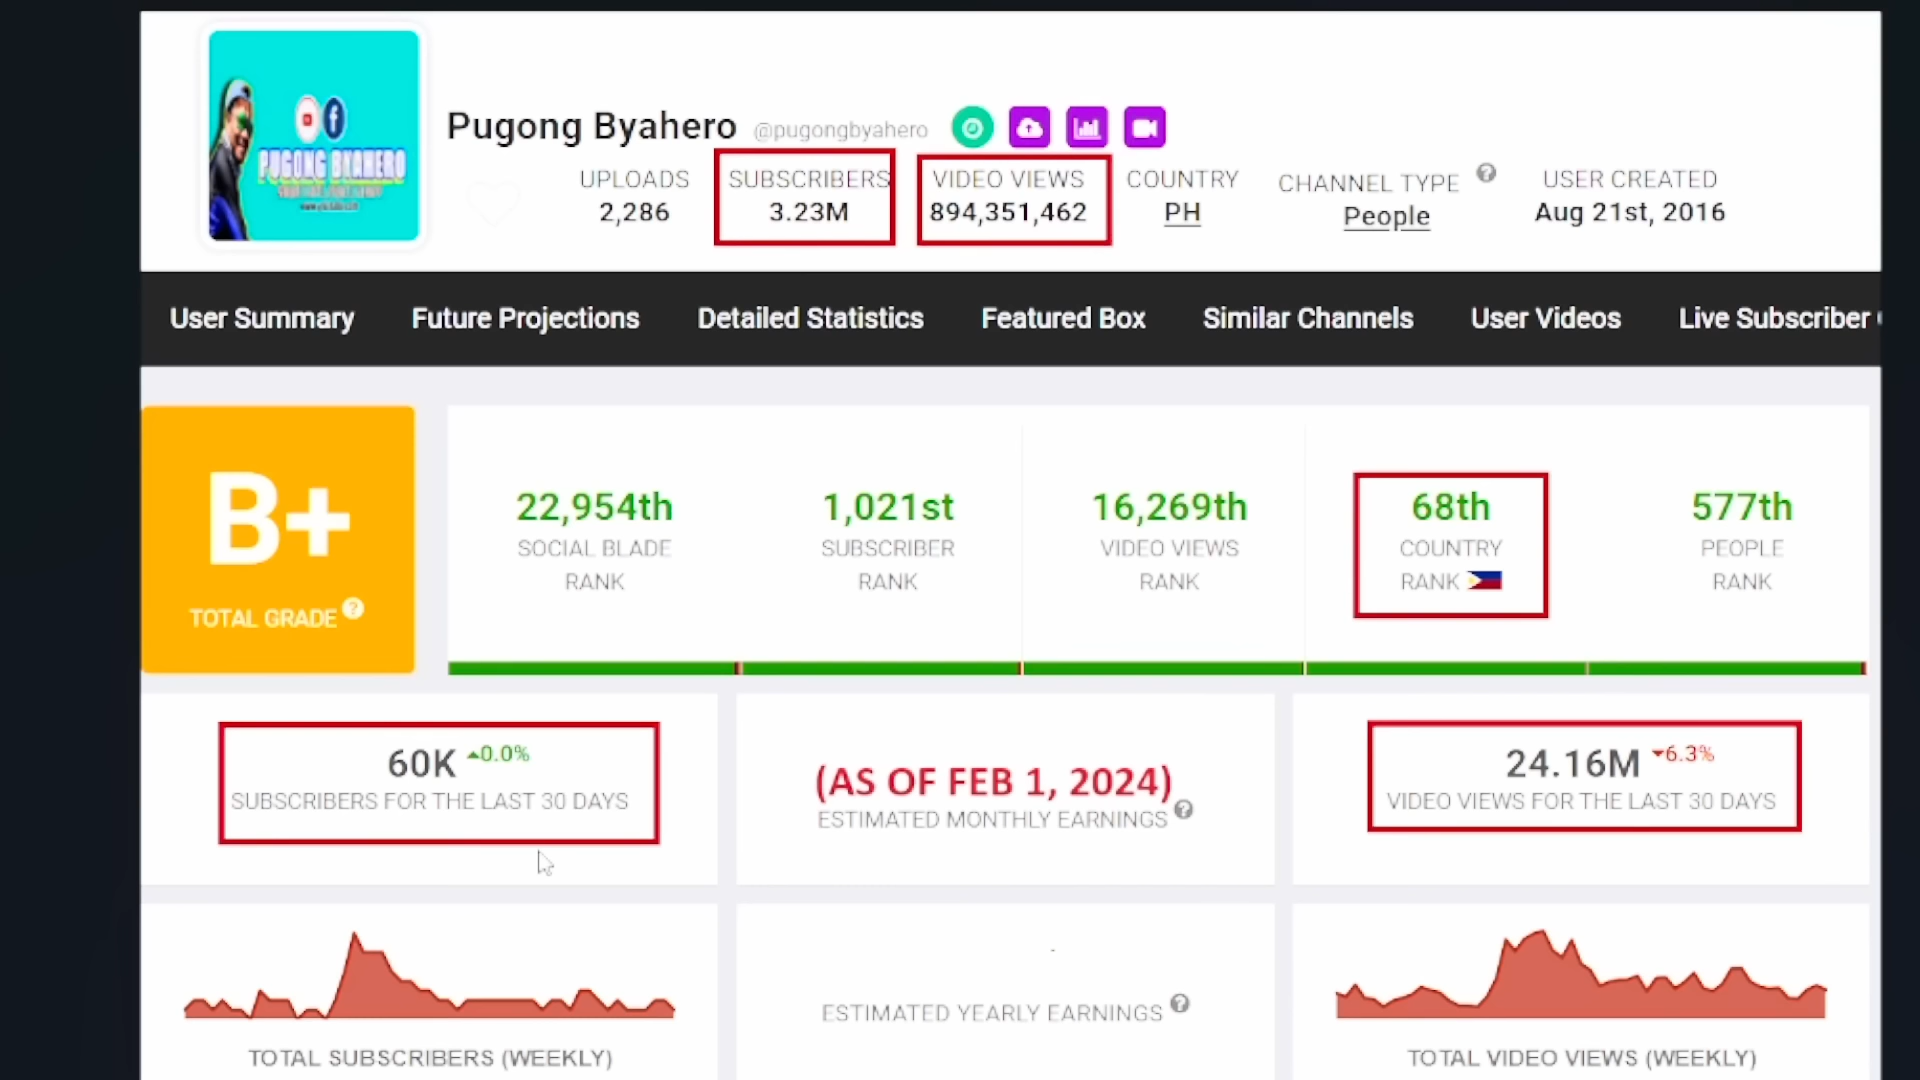 Pugong Byahero @pugongbyahero
UPLOADS
2,286
SUBSCRIBERS
3.23M
VIDEO VIEWS
894,351,462
COUNTRY
PH
CHANNEL TYPE ?
People
USER CREATED
Aug 21st, 2016
PUGONG BYAHERO
User Summary
Future Projections
Detailed Statistics
Featured Box
Similar Channels
User Videos
Live Subscriber
B+
TOTAL GRADE ?
22,954th
SOCIAL BLADE
RANK
1,021st
SUBSCRIBER
RANK
16,269th
VIDEO VIEWS
RANK
68th
COUNTRY
RANK
577th
PEOPLE
RANK
60K 0.0%
SUBSCRIBERS FOR THE LAST 30 DAYS
(AS OF FEB 1, 2024)
ESTIMATED MONTHLY EARNINGS ?
24.16M 6.3%
VIDEO VIEWS FOR THE LAST 30 DAYS
TOTAL SUBSCRIBERS (WEEKLY)
ESTIMATED YEARLY EARNINGS ?
TOTAL VIDEO VIEWS (WEEKLY)